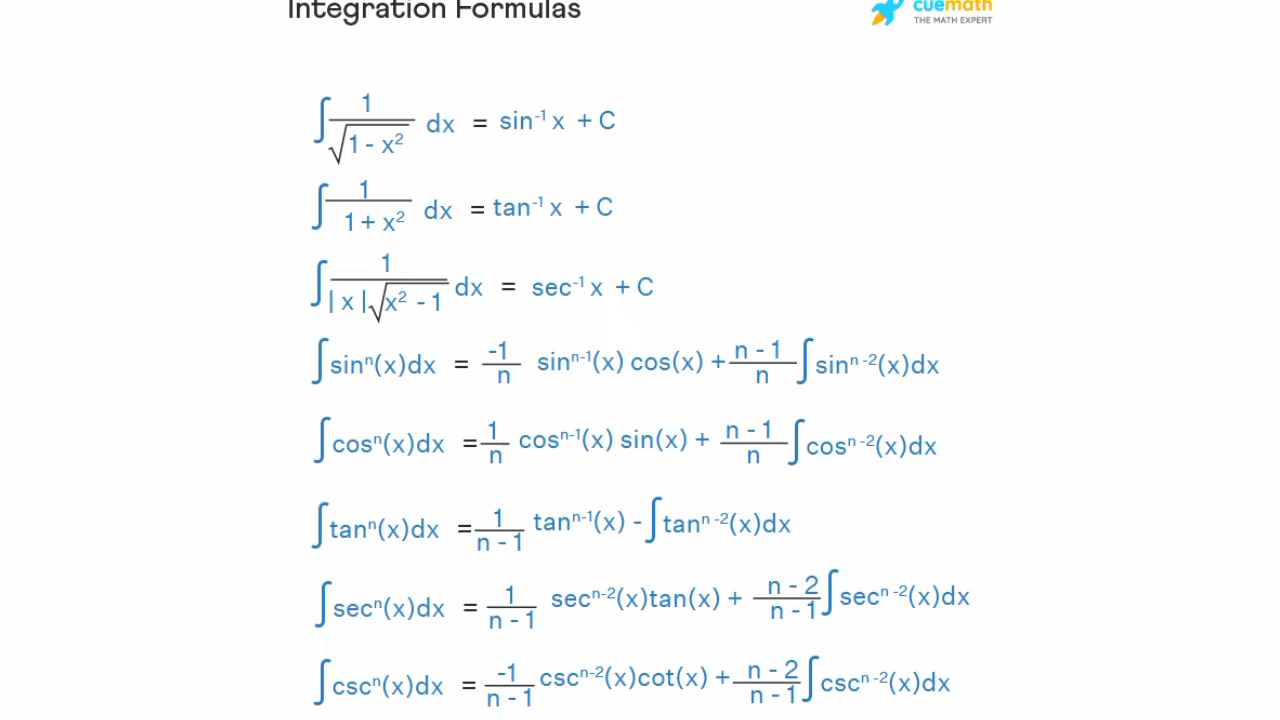 Integration Formulas
cuemath
THE MATH EXPERT
∫ 1/√(1 - x²) dx = sin⁻¹ x + C
∫ 1/(1 + x²) dx = tan⁻¹ x + C
∫ 1/(| x |√(x² - 1)) dx = sec⁻¹ x + C
∫ sinⁿ(x)dx = -1/n sinⁿ⁻¹(x) cos(x) + (n - 1)/n ∫ sinⁿ⁻²(x)dx
∫ cosⁿ(x)dx = 1/n cosⁿ⁻¹(x) sin(x) + (n - 1)/n ∫ cosⁿ⁻²(x)dx
∫ tanⁿ(x)dx = 1/(n - 1) tanⁿ⁻¹(x) - ∫ tanⁿ⁻²(x)dx
∫ secⁿ(x)dx = 1/(n - 1) secⁿ⁻²(x)tan(x) + (n - 2)/(n - 1) ∫ secⁿ⁻²(x)dx
∫ cscⁿ(x)dx = -1/(n - 1) cscⁿ⁻²(x)cot(x) + (n - 2)/(n - 1) ∫ cscⁿ⁻²(x)dx